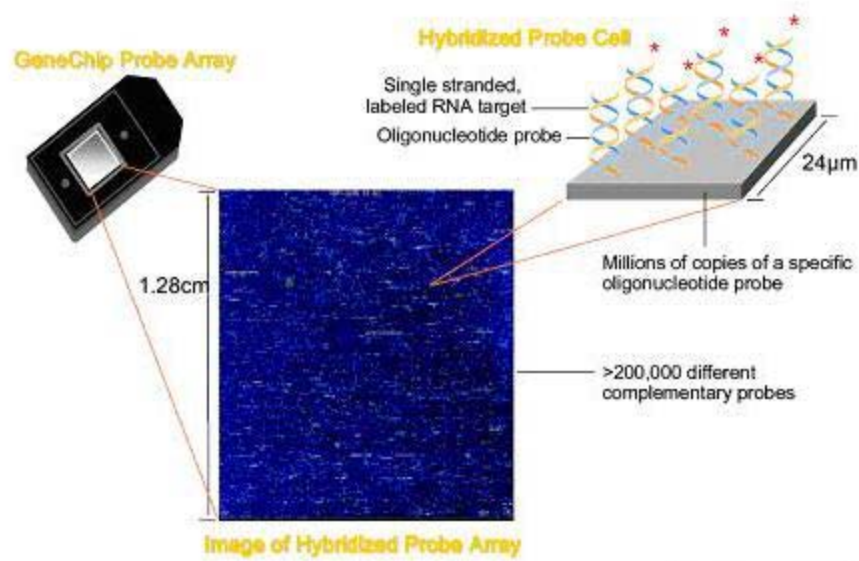 GeneChip Probe Array
Hybridized Probe Cell
Single stranded,
labeled RNA target
Oligonucleotide probe
*
*
*
*
*
24µm
Millions of copies of a specific
oligonucleotide probe
1.28cm
>200,000 different
complementary probes
Image of Hybridized Probe Array